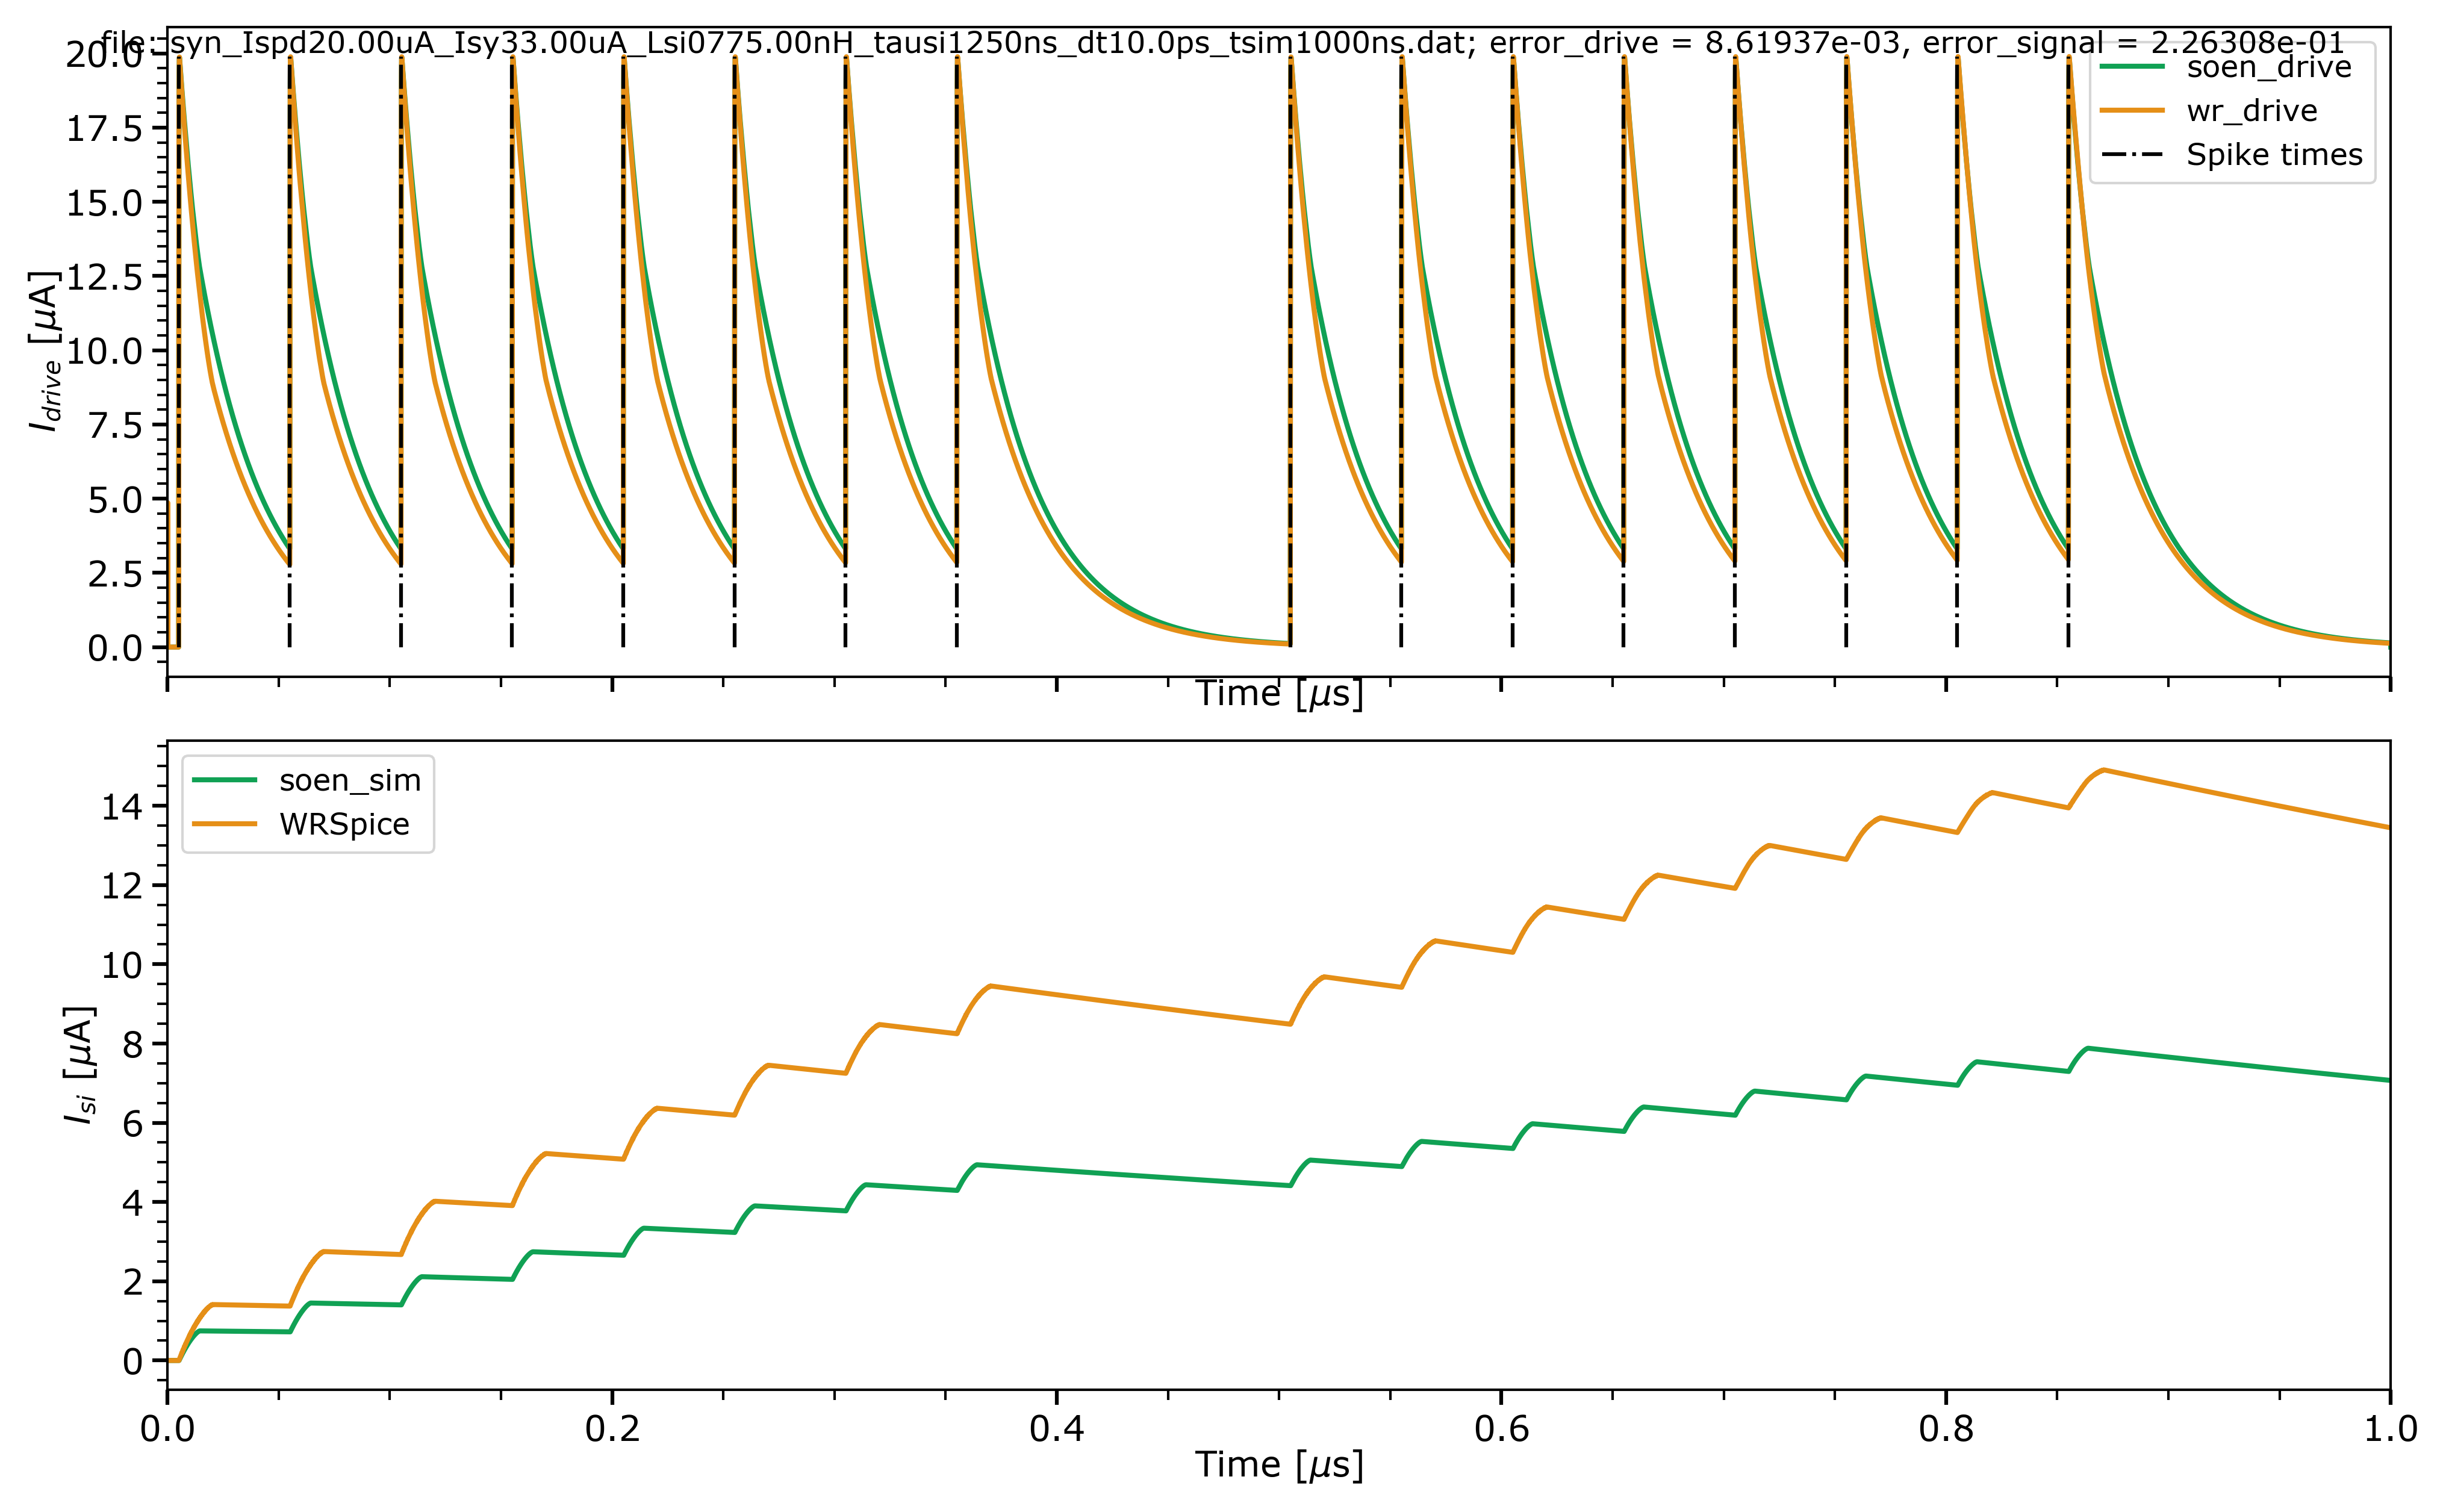 file: syn_Ispd20.00uA_Isy33.00uA_Lsi0775.00nH_tausi1250ns_dt10.0ps_tsim1000ns.dat; error_drive = 8.61937e-03, error_signal = 2.26308e-01
20.0
17.5
15.0
12.5
10.0
7.5
5.0
2.5
0.0
I_drive [μA]
soen_drive
wr_drive
Spike times
Time [μs]
14
12
10
8
6
4
2
0
I_si [μA]
soen_sim
WRSpice
0.0 0.2 0.4 0.6 0.8 1.0
Time [μs]